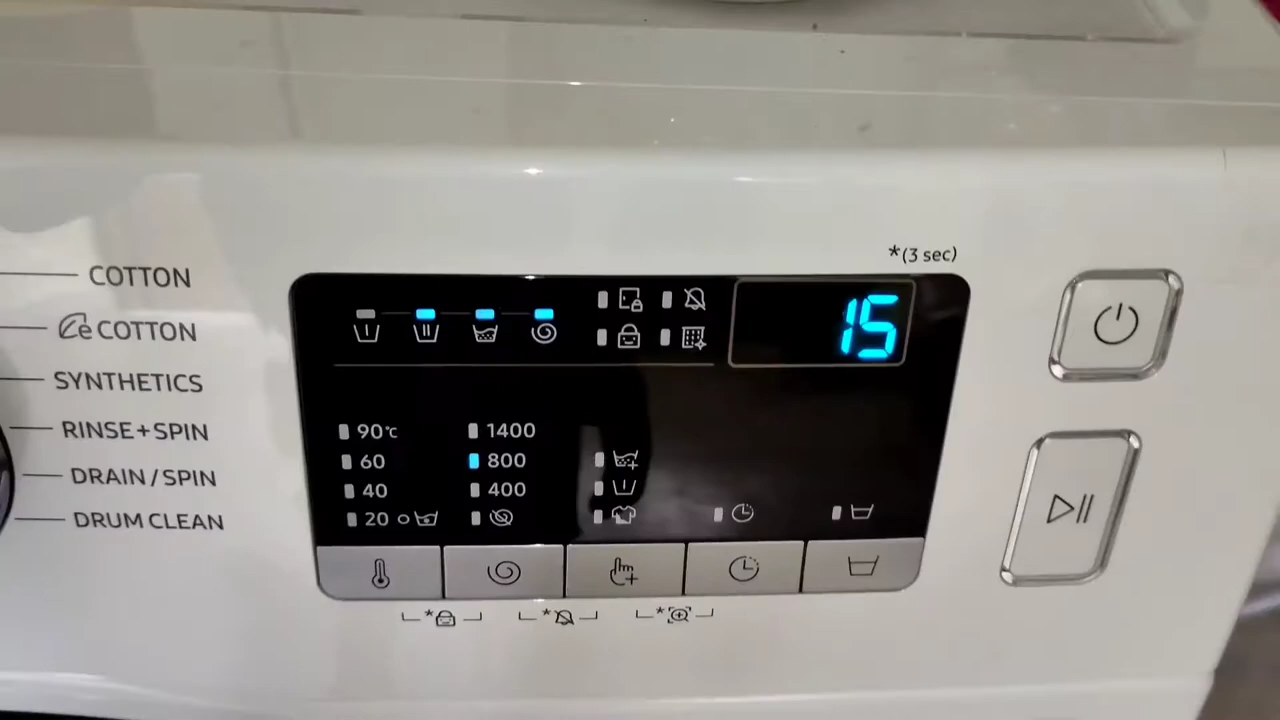 *(3 sec)
COTTON
e COTTON
SYNTHETICS
RINSE+SPIN
DRAIN/SPIN
DRUM CLEAN
15
90℃
60
40
20
1400
800
400